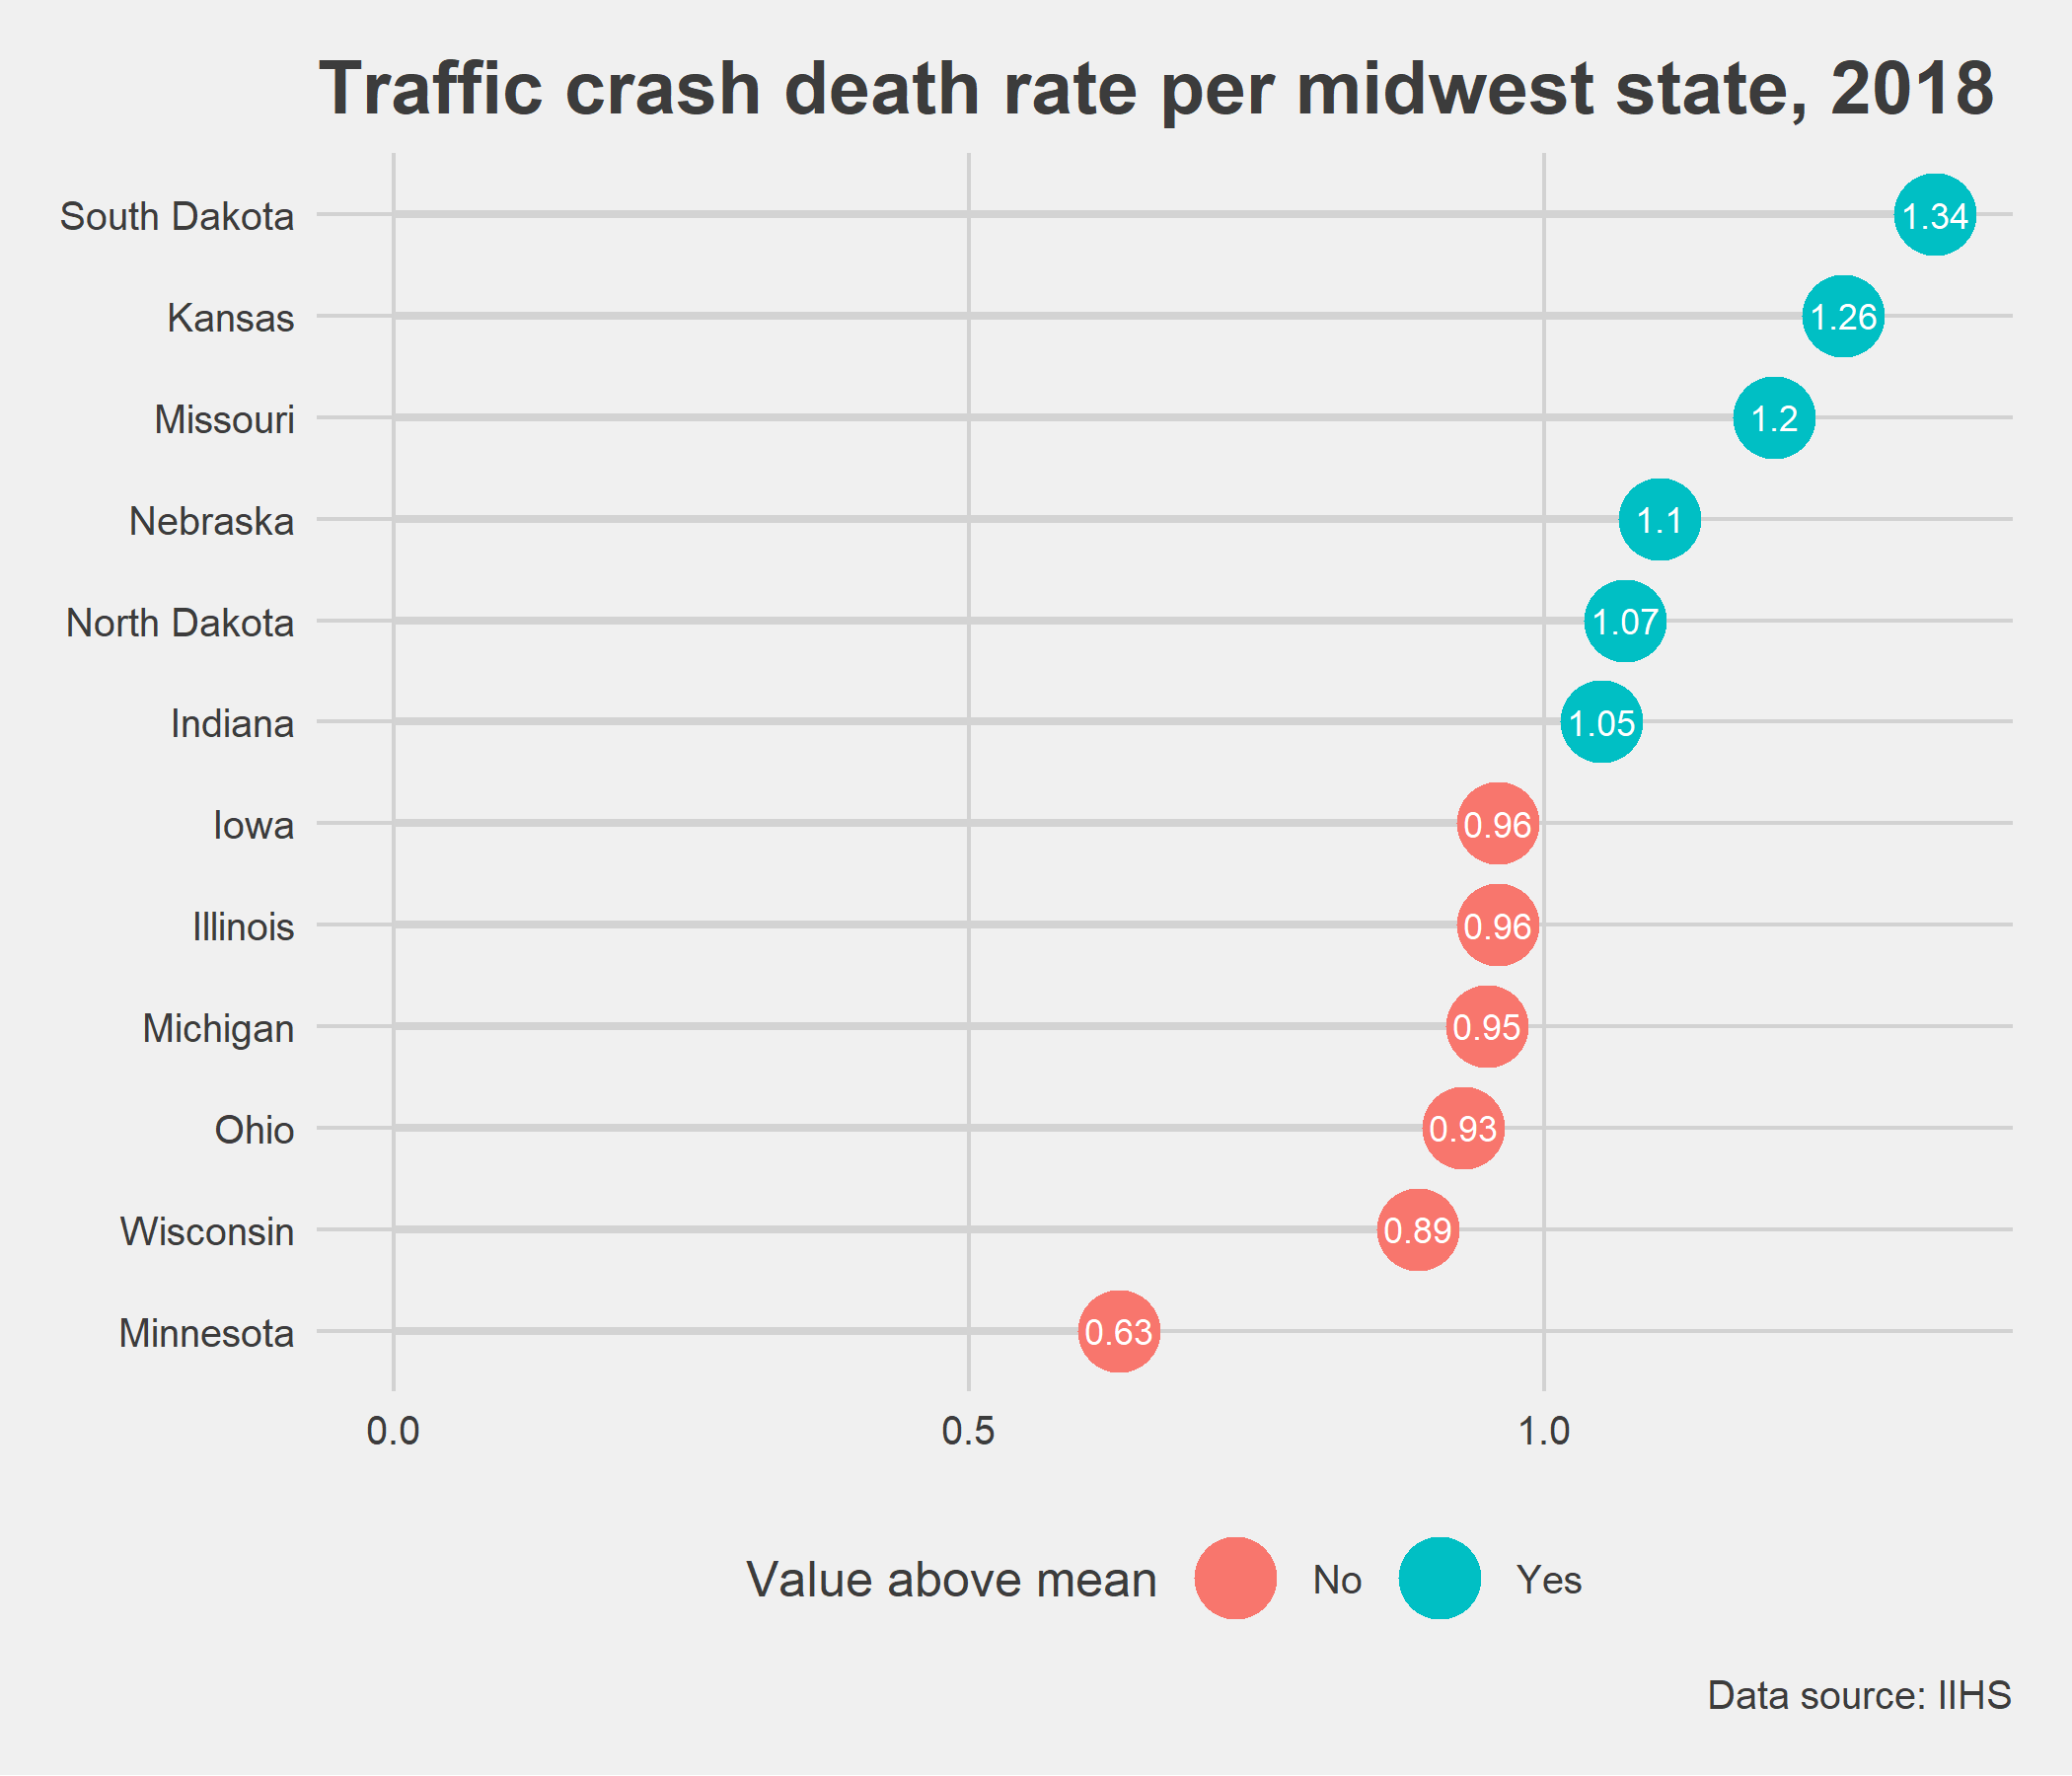 Traffic crash death rate per midwest state, 2018
South Dakota 1.34
Kansas 1.26
Missouri 1.2
Nebraska 1.1
North Dakota 1.07
Indiana 1.05
Iowa 0.96
Illinois 0.96
Michigan 0.95
Ohio 0.93
Wisconsin 0.89
Minnesota 0.63
0.0 0.5 1.0
Value above mean No Yes
Data source: IIHS